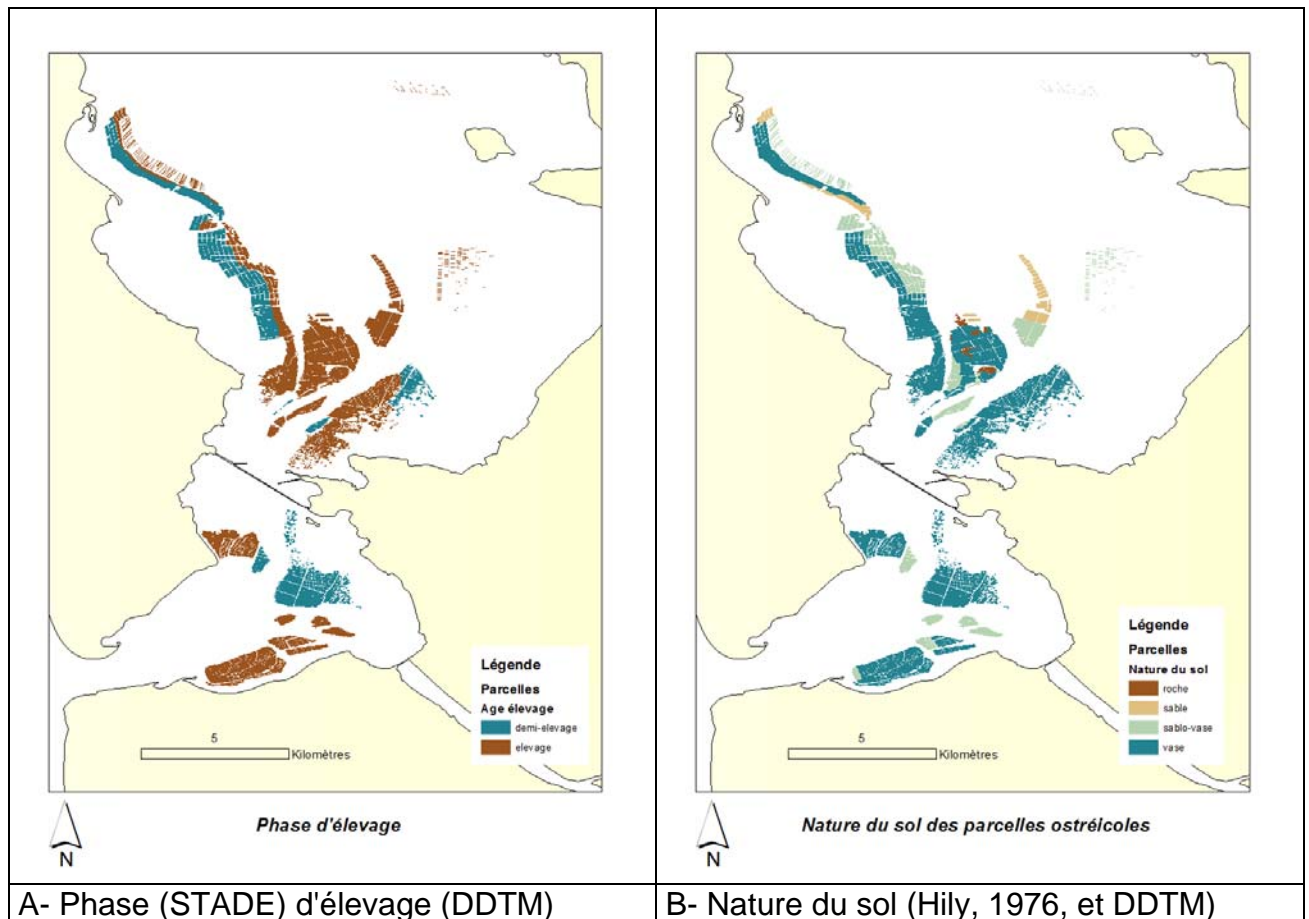 Légende
Parcelles
Age élevage
demi-elevage
elevage
5
Kilomètres
N
Phase d'élevage
A- Phase (STADE) d'élevage (DDTM)
Légende
Parcelles
Nature du sol
roche
sable
sablo-vase
vase
5
Kilomètres
N
Nature du sol des parcelles ostréicoles
B- Nature du sol (Hily, 1976, et DDTM)